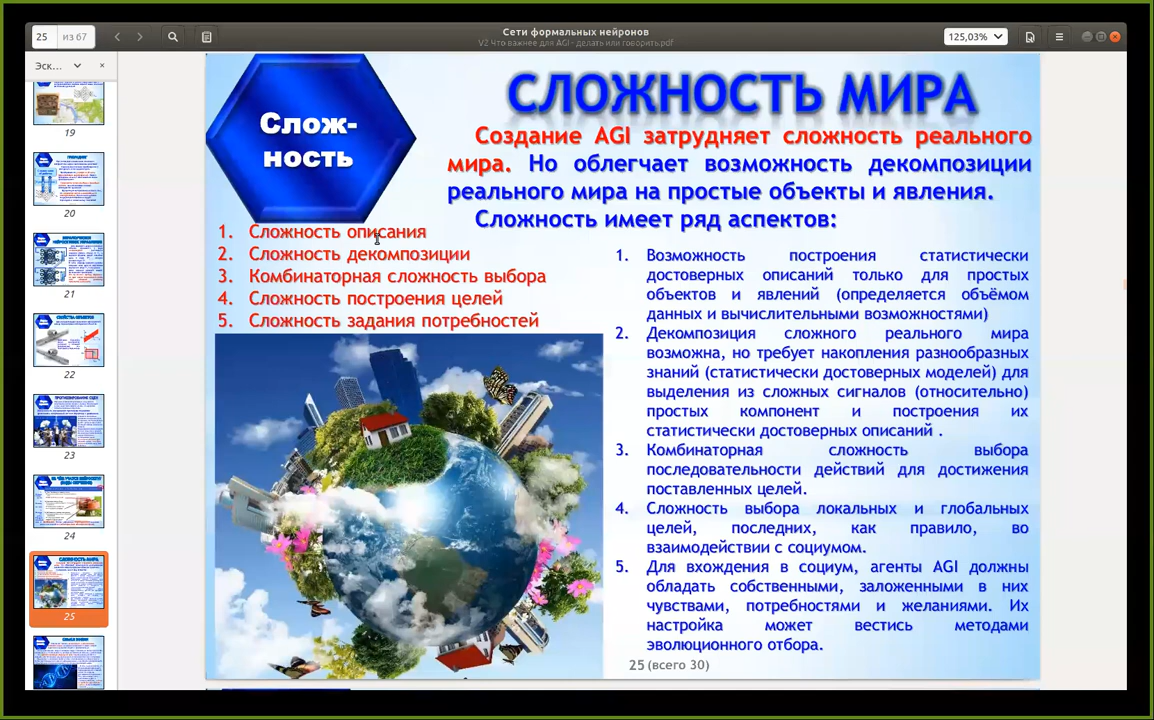 25 из 67
Сети формальных нейронов
V2.Что важнее для AGI - делать или говорить.pdf
125,03%
Эск...
19
20
21
22
23
24
25
Слож-
ность
СЛОЖНОСТЬ МИРА
Создание AGI затрудняет сложность реального
мира. Но облегчает возможность декомпозиции
реального мира на простые объекты и явления.
Сложность имеет ряд аспектов:
1. Сложность описания
2. Сложность декомпозиции
3. Комбинаторная сложность выбора
4. Сложность построения целей
5. Сложность задания потребностей
1. Возможность построения статистически
достоверных описаний только для простых
объектов и явлений (определяется объёмом
данных и вычислительными возможностями)
2. Декомпозиция сложного реального мира
возможна, но требует накопления разнообразных
знаний (статистически достоверных моделей) для
выделения из сложных сигналов (относительно)
простых компонент и построения их
статистически достоверных описаний .
3. Комбинаторная сложность выбора
последовательности действий для достижения
поставленных целей.
4. Сложность выбора локальных и глобальных
целей, последних, как правило, во
взаимодействии с социумом.
5. Для вхождения в социум, агенты AGI должны
обладать собственными, заложенными в них
чувствами, потребностями и желаниями. Их
настройка может вестись методами
эволюционного отбора.
25 (всего 30)